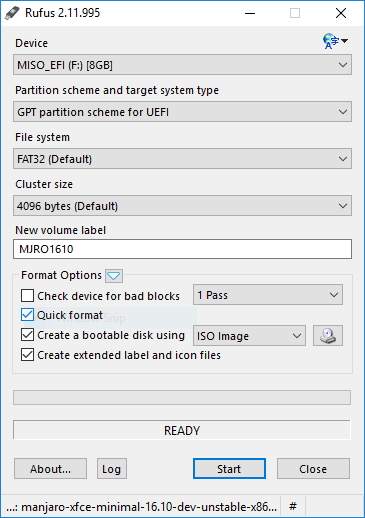 Rufus 2.11.995
Device
MISO_EFI (F:) [8GB]
Partition scheme and target system type
GPT partition scheme for UEFI
File system
FAT32 (Default)
Cluster size
4096 bytes (Default)
New volume label
MJRO1610
Format Options
Check device for bad blocks 1 Pass
Quick format
Create a bootable disk using ISO Image
Create extended label and icon files
READY
About... Log Start Close
...: manjaro-xfce-minimal-16.10-dev-unstable-x86... #